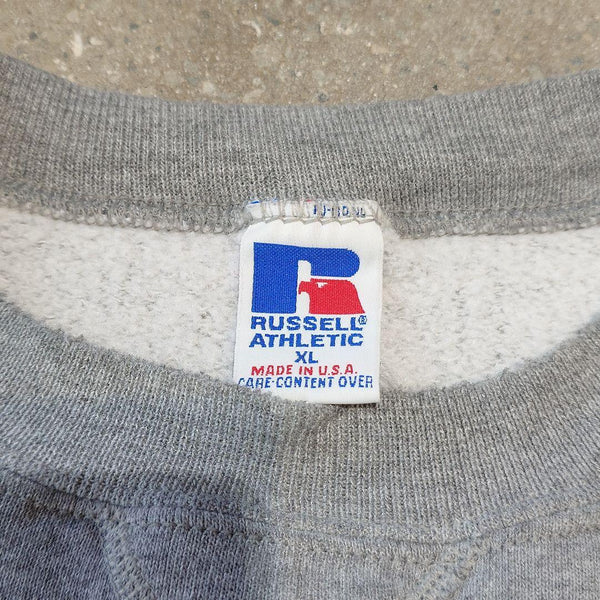 R
RUSSELL®
ATHLETIC
XL
MADE IN U.S.A.
CARE-CONTENT OVER